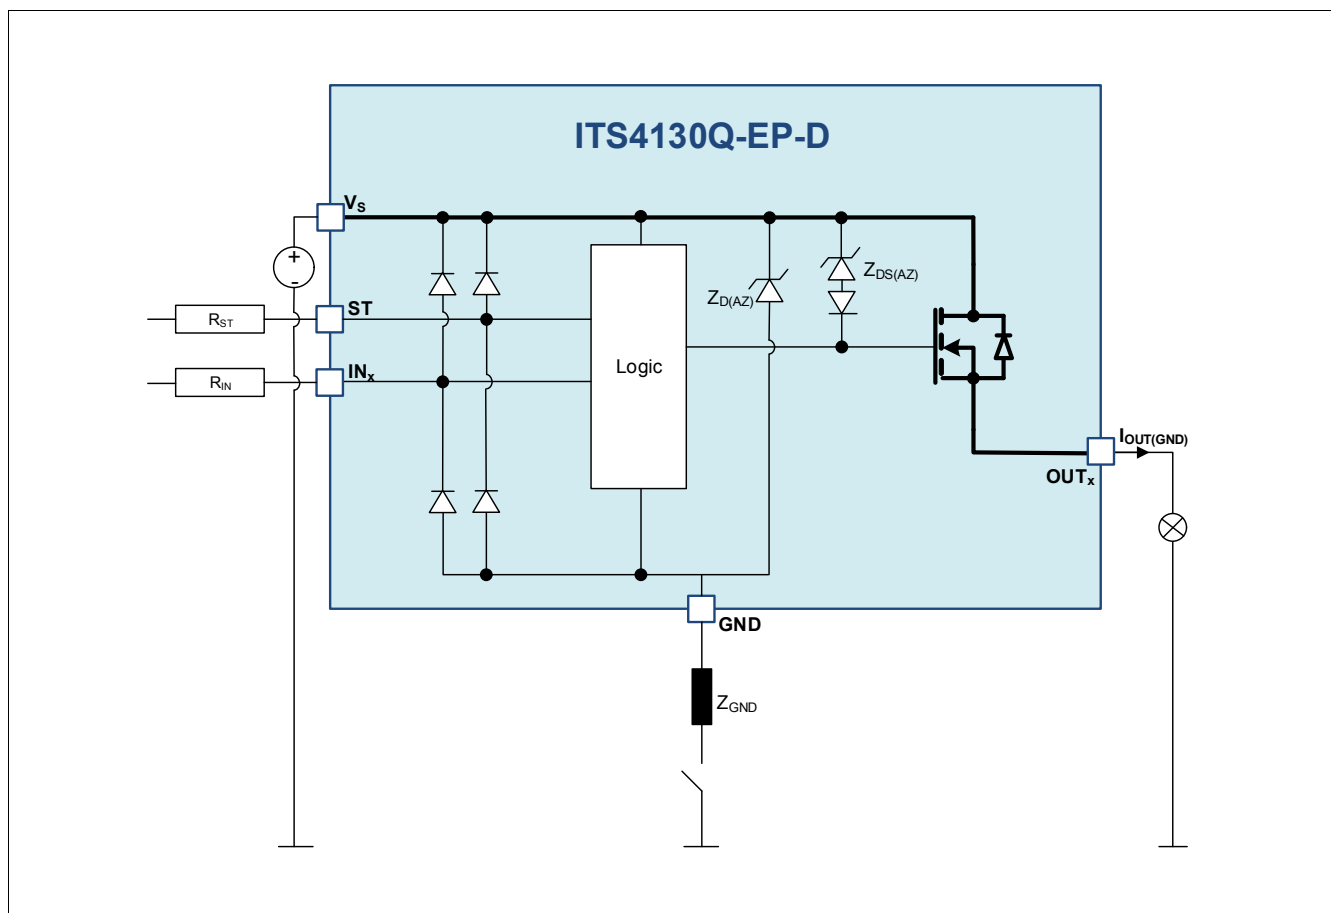 ITS4130Q-EP-D
VS
+
-
ST
RST
ZD(AZ)
ZDS(AZ)
Logic
INx
RIN
IOUT(GND)
OUTx
GND
ZGND